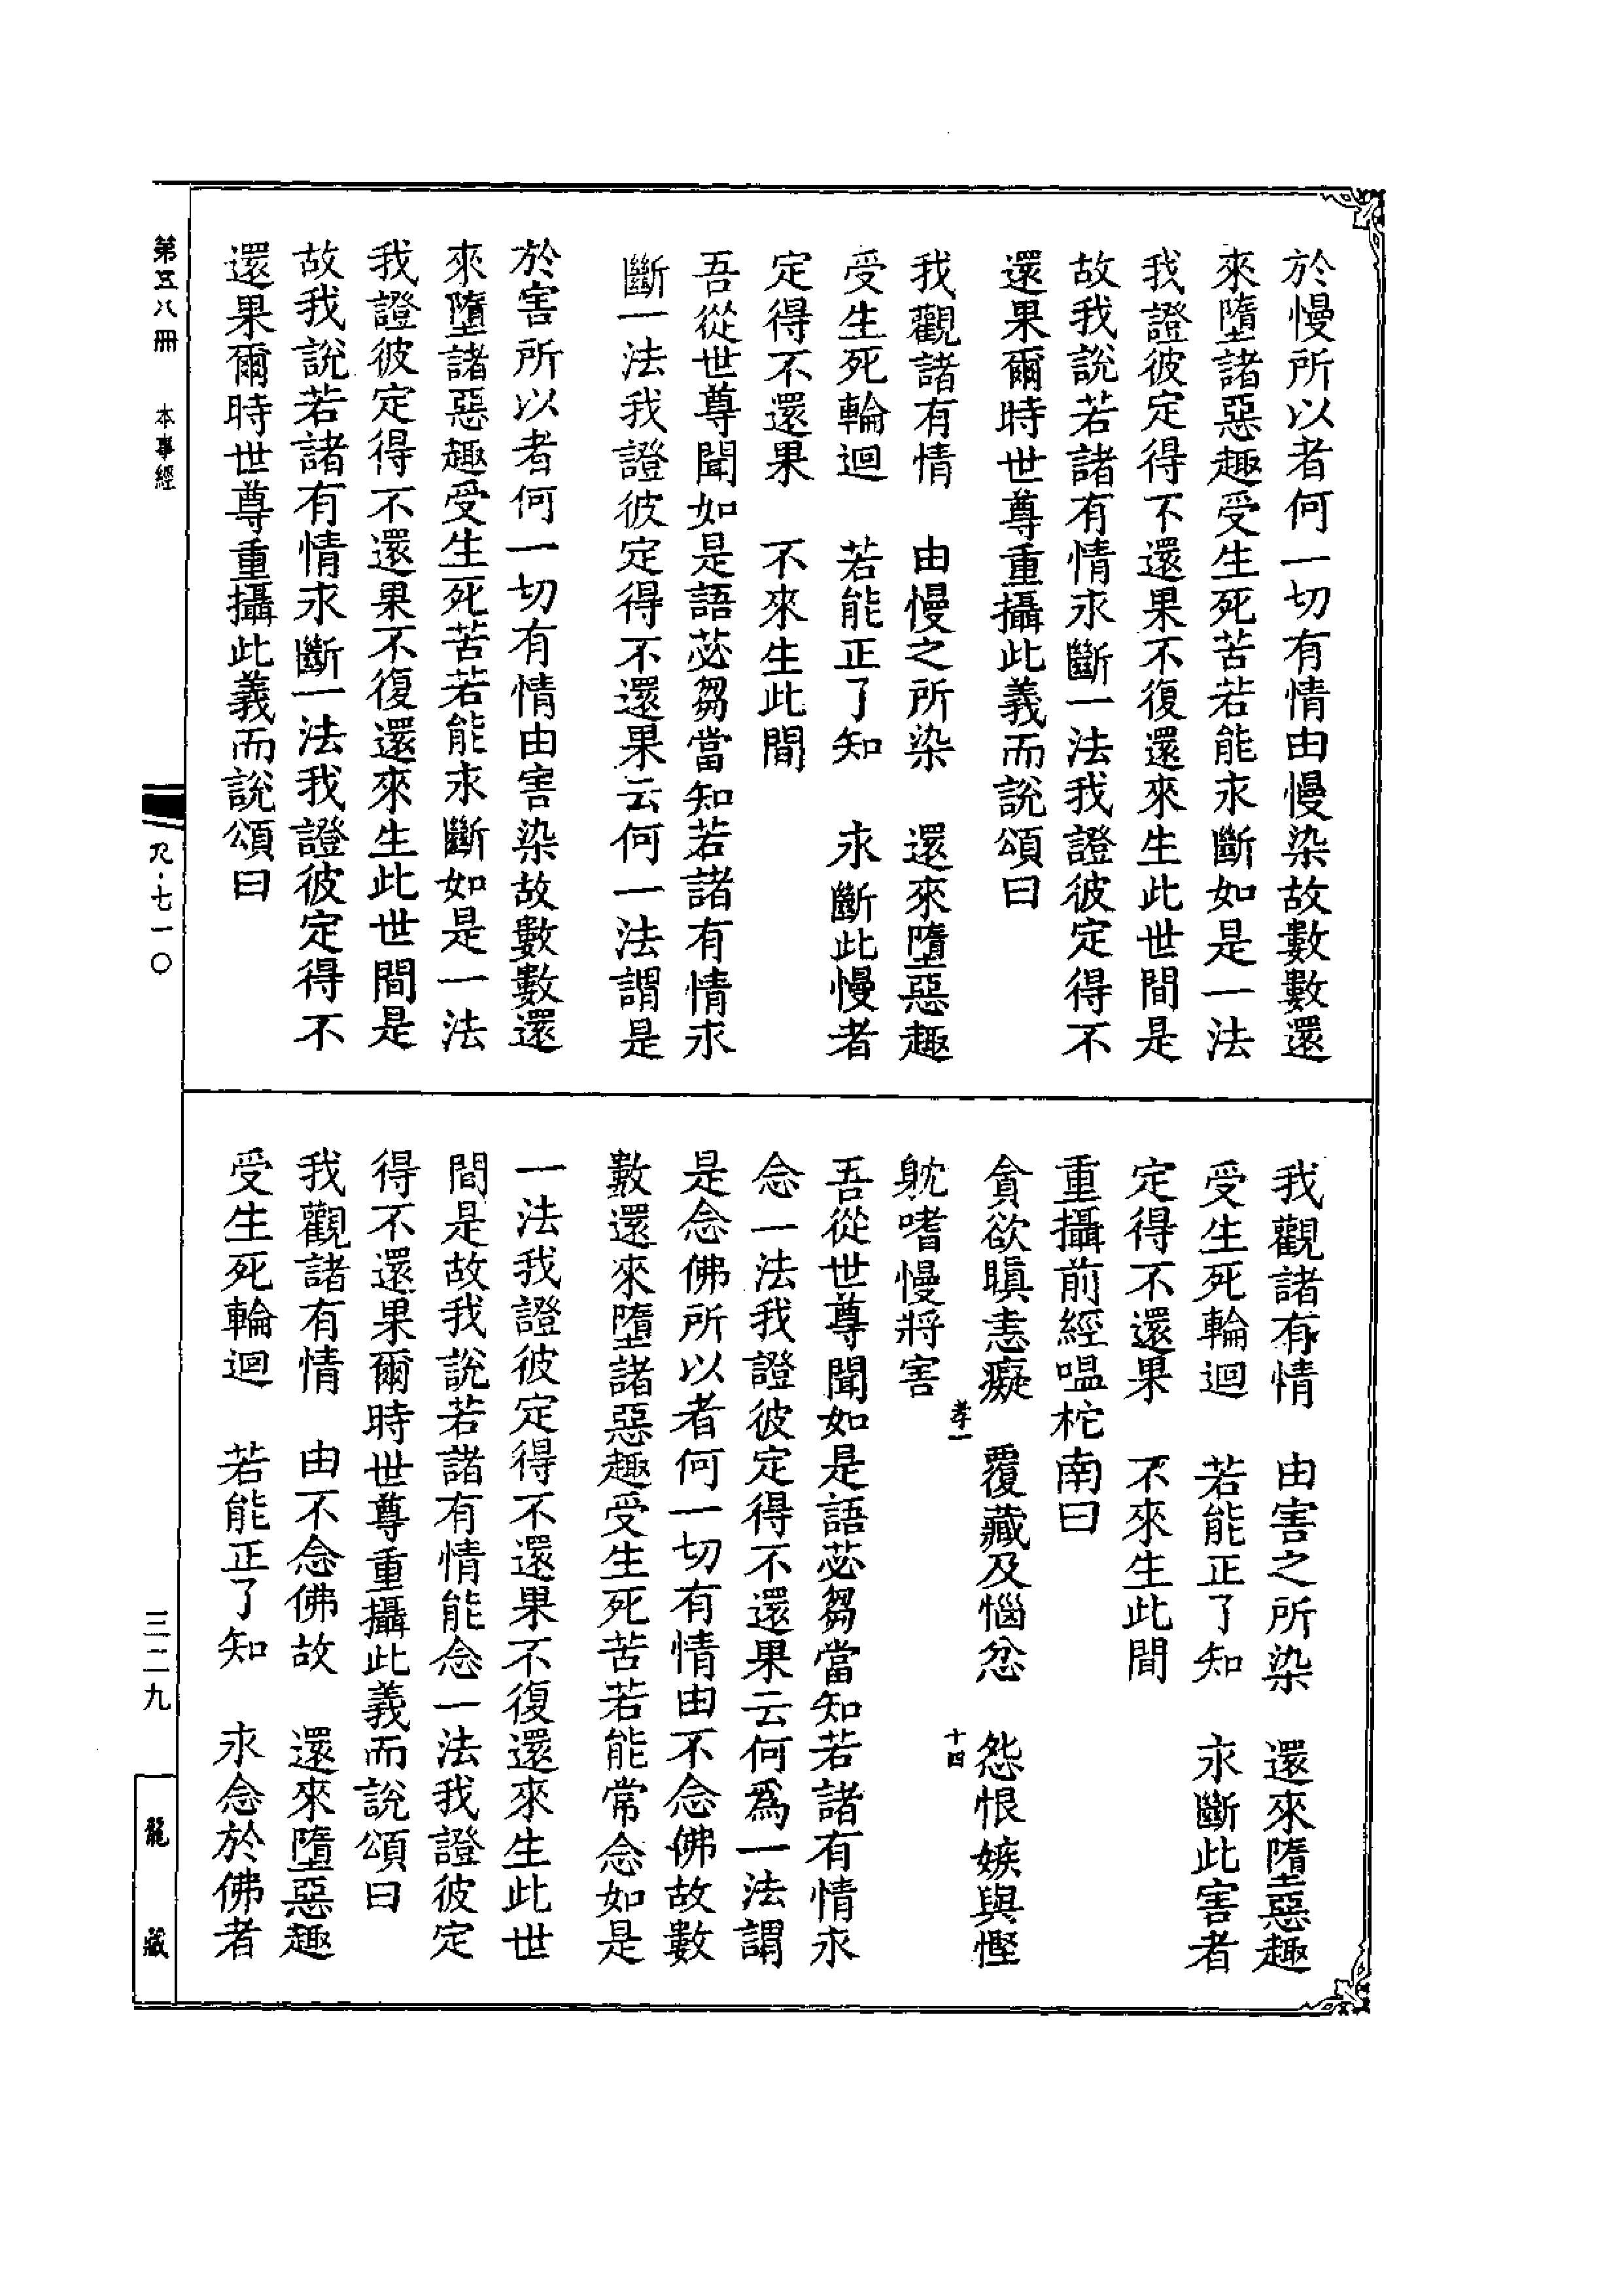 於慢所以者何一切有情由慢染故數數還
來墮諸惡趣受生死苦若能永斷如是一法
我證彼定得不還果不復還來生此世間是
故我說若諸有情永斷一法我證彼定得不
還果爾時世尊重攝此義而說頌曰
我觀諸有情　由慢之所染　還來墮惡趣
受生死輪迴　若能正了知　永斷此慢者
定得不還果　不來生此間
吾從世尊聞如是語苾芻當知若諸有情永
斷一法我證彼定得不還果云何一法謂是
於害所以者何一切有情由害染故數數還
來墮諸惡趣受生死苦若能永斷如是一法
我證彼定得不還果不復還來生此世間是
故我說若諸有情永斷一法我證彼定得不
還果爾時世尊重攝此義而說頌曰
我觀諸有情　由害之所染　還來墮惡趣
受生死輪迴　若能正了知　永斷此害者
定得不還果　不來生此間
重攝前經嗢柁南曰
貪欲瞋恚癡　覆藏及惱忿　怨恨嫉與慳
孝一　十四
躭嗜慢將害
吾從世尊聞如是語苾芻當知若諸有情永
念一法我證彼定得不還果云何為一法謂
是念佛所以者何一切有情由不念佛故數
數還來墮諸惡趣受生死苦若能常念如是
一法我證彼定得不還果不復還來生此世
間是故我說若諸有情能念一法我證彼定
得不還果爾時世尊重攝此義而說頌曰
我觀諸有情　由不念佛故　還來墮惡趣
受生死輪迴　若能正了知　永念於佛者
第五八冊　本事經
尺·七一〇
三二九
龍藏